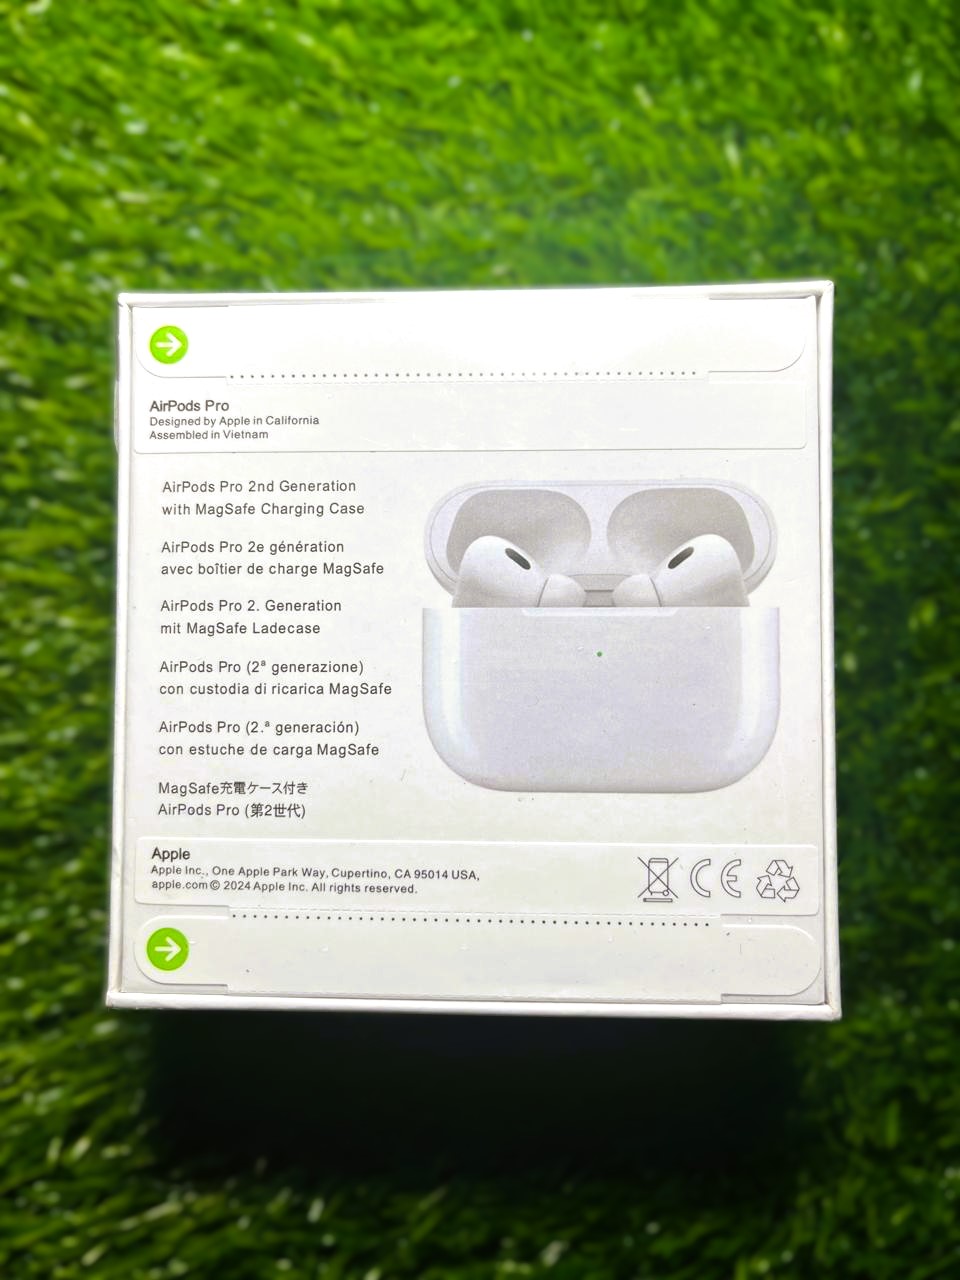 AirPods Pro
Designed by Apple in California
Assembled in Vietnam
AirPods Pro 2nd Generation
with MagSafe Charging Case
AirPods Pro 2e génération
avec boîtier de charge MagSafe
AirPods Pro 2. Generation
mit MagSafe Ladecase
AirPods Pro (2ª generazione)
con custodia di ricarica MagSafe
AirPods Pro (2.ª generación)
con estuche de carga MagSafe
MagSafe充電ケース付き
AirPods Pro (第2世代)
Apple
Apple Inc., One Apple Park Way, Cupertino, CA 95014 USA,
apple.com © 2024 Apple Inc. All rights reserved.
CE